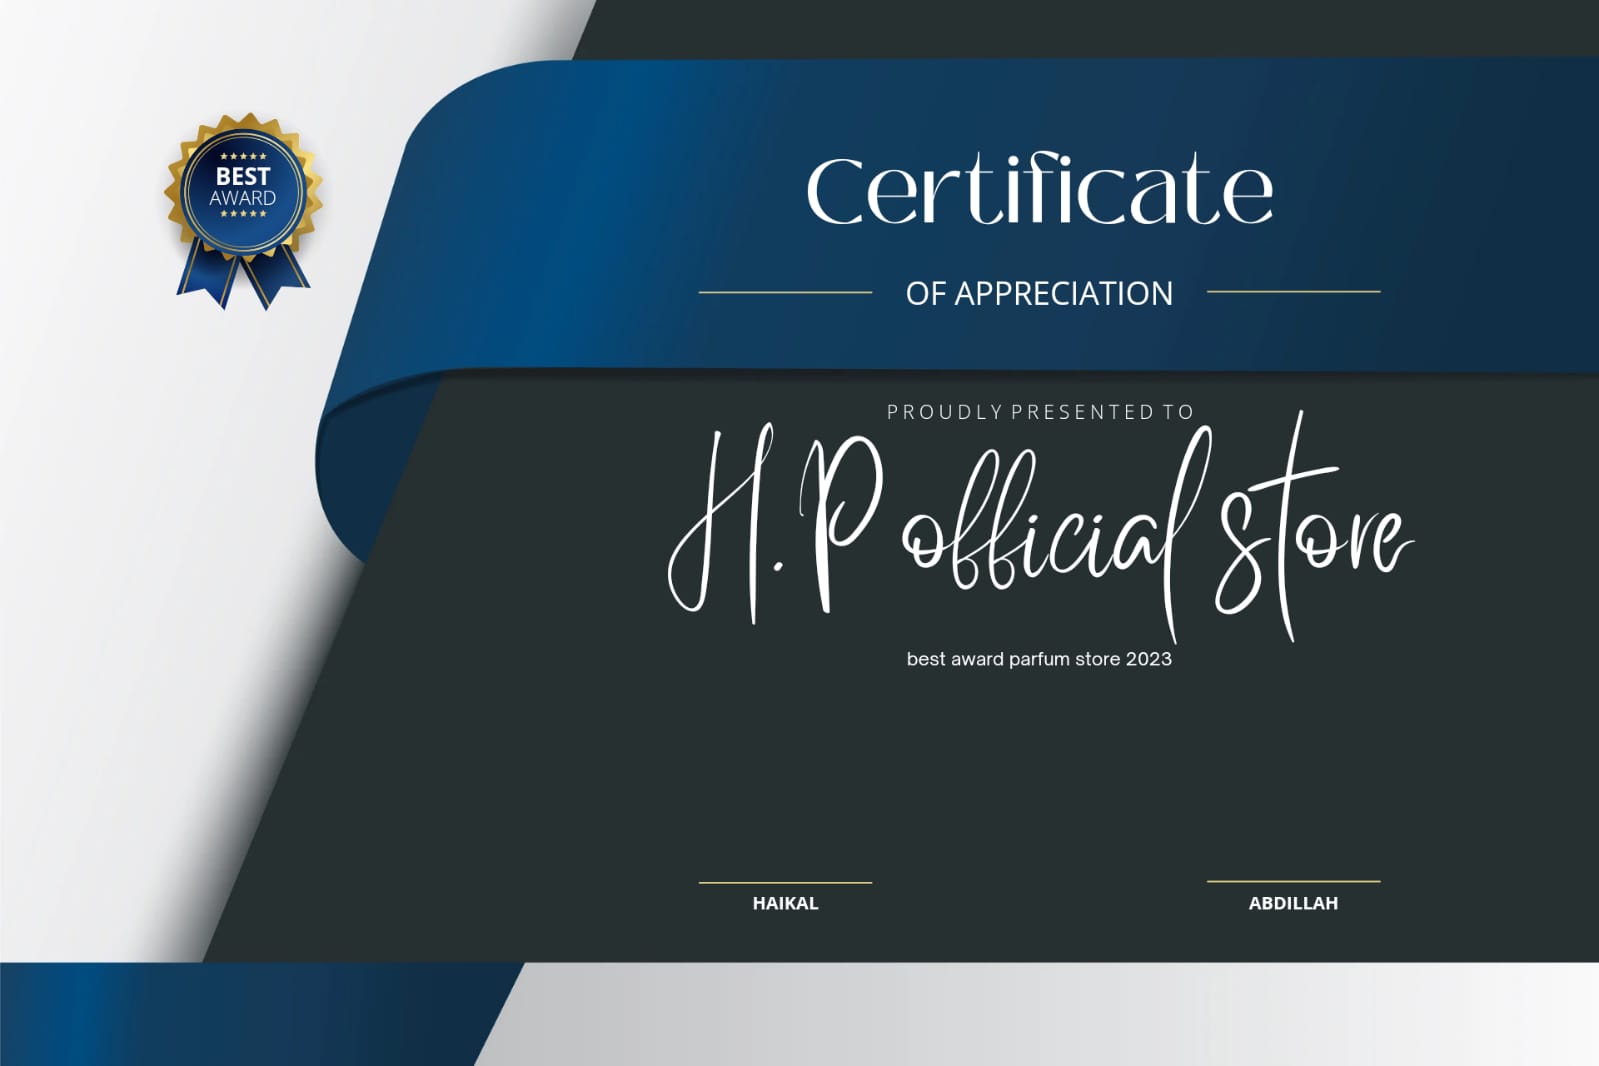 BEST
AWARD
Certificate
OF APPRECIATION
PROUDLY PRESENTED TO
H.P official store
best award parfum store 2023
HAIKAL
ABDILLAH